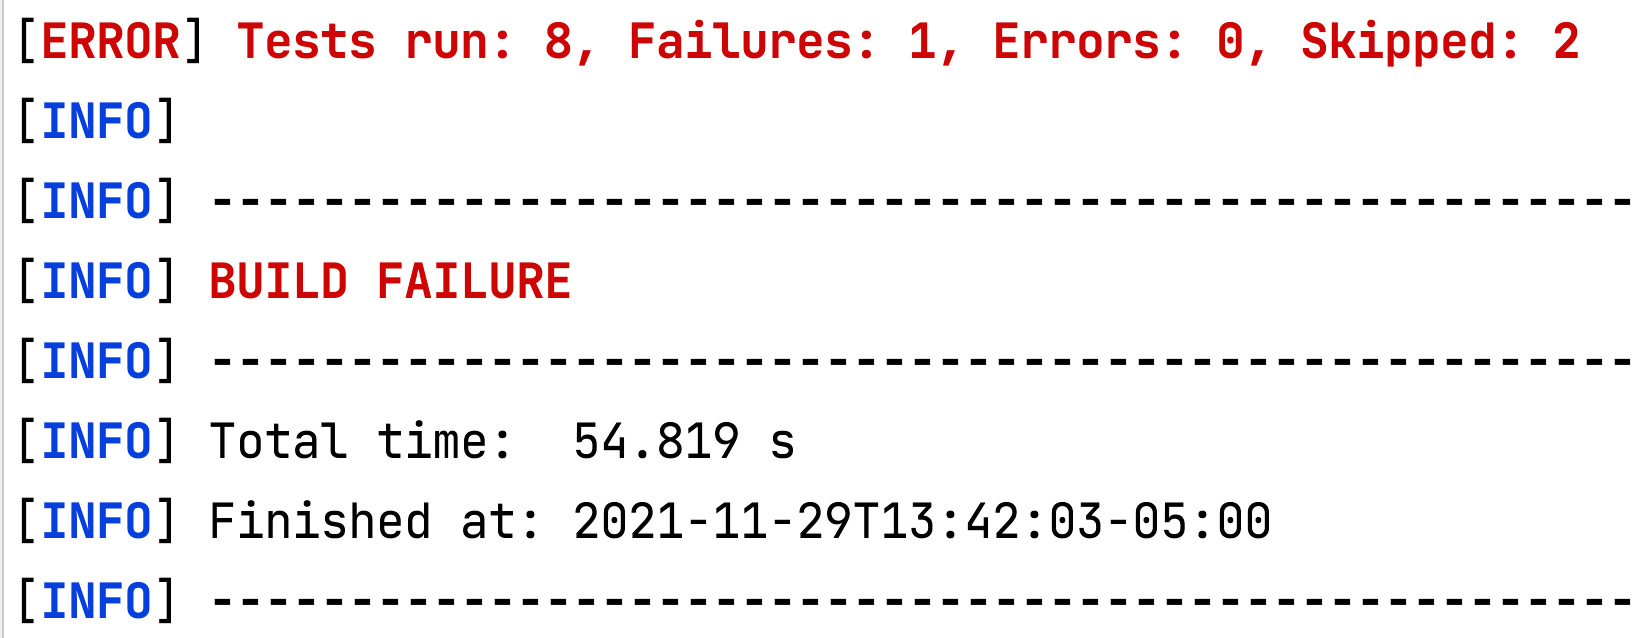 [ERROR] Tests run: 8, Failures: 1, Errors: 0, Skipped: 2
[INFO]
[INFO] ---------------------------------------------------
[INFO] BUILD FAILURE
[INFO] ---------------------------------------------------
[INFO] Total time:  54.819 s
[INFO] Finished at: 2021-11-29T13:42:03-05:00
[INFO] ---------------------------------------------------